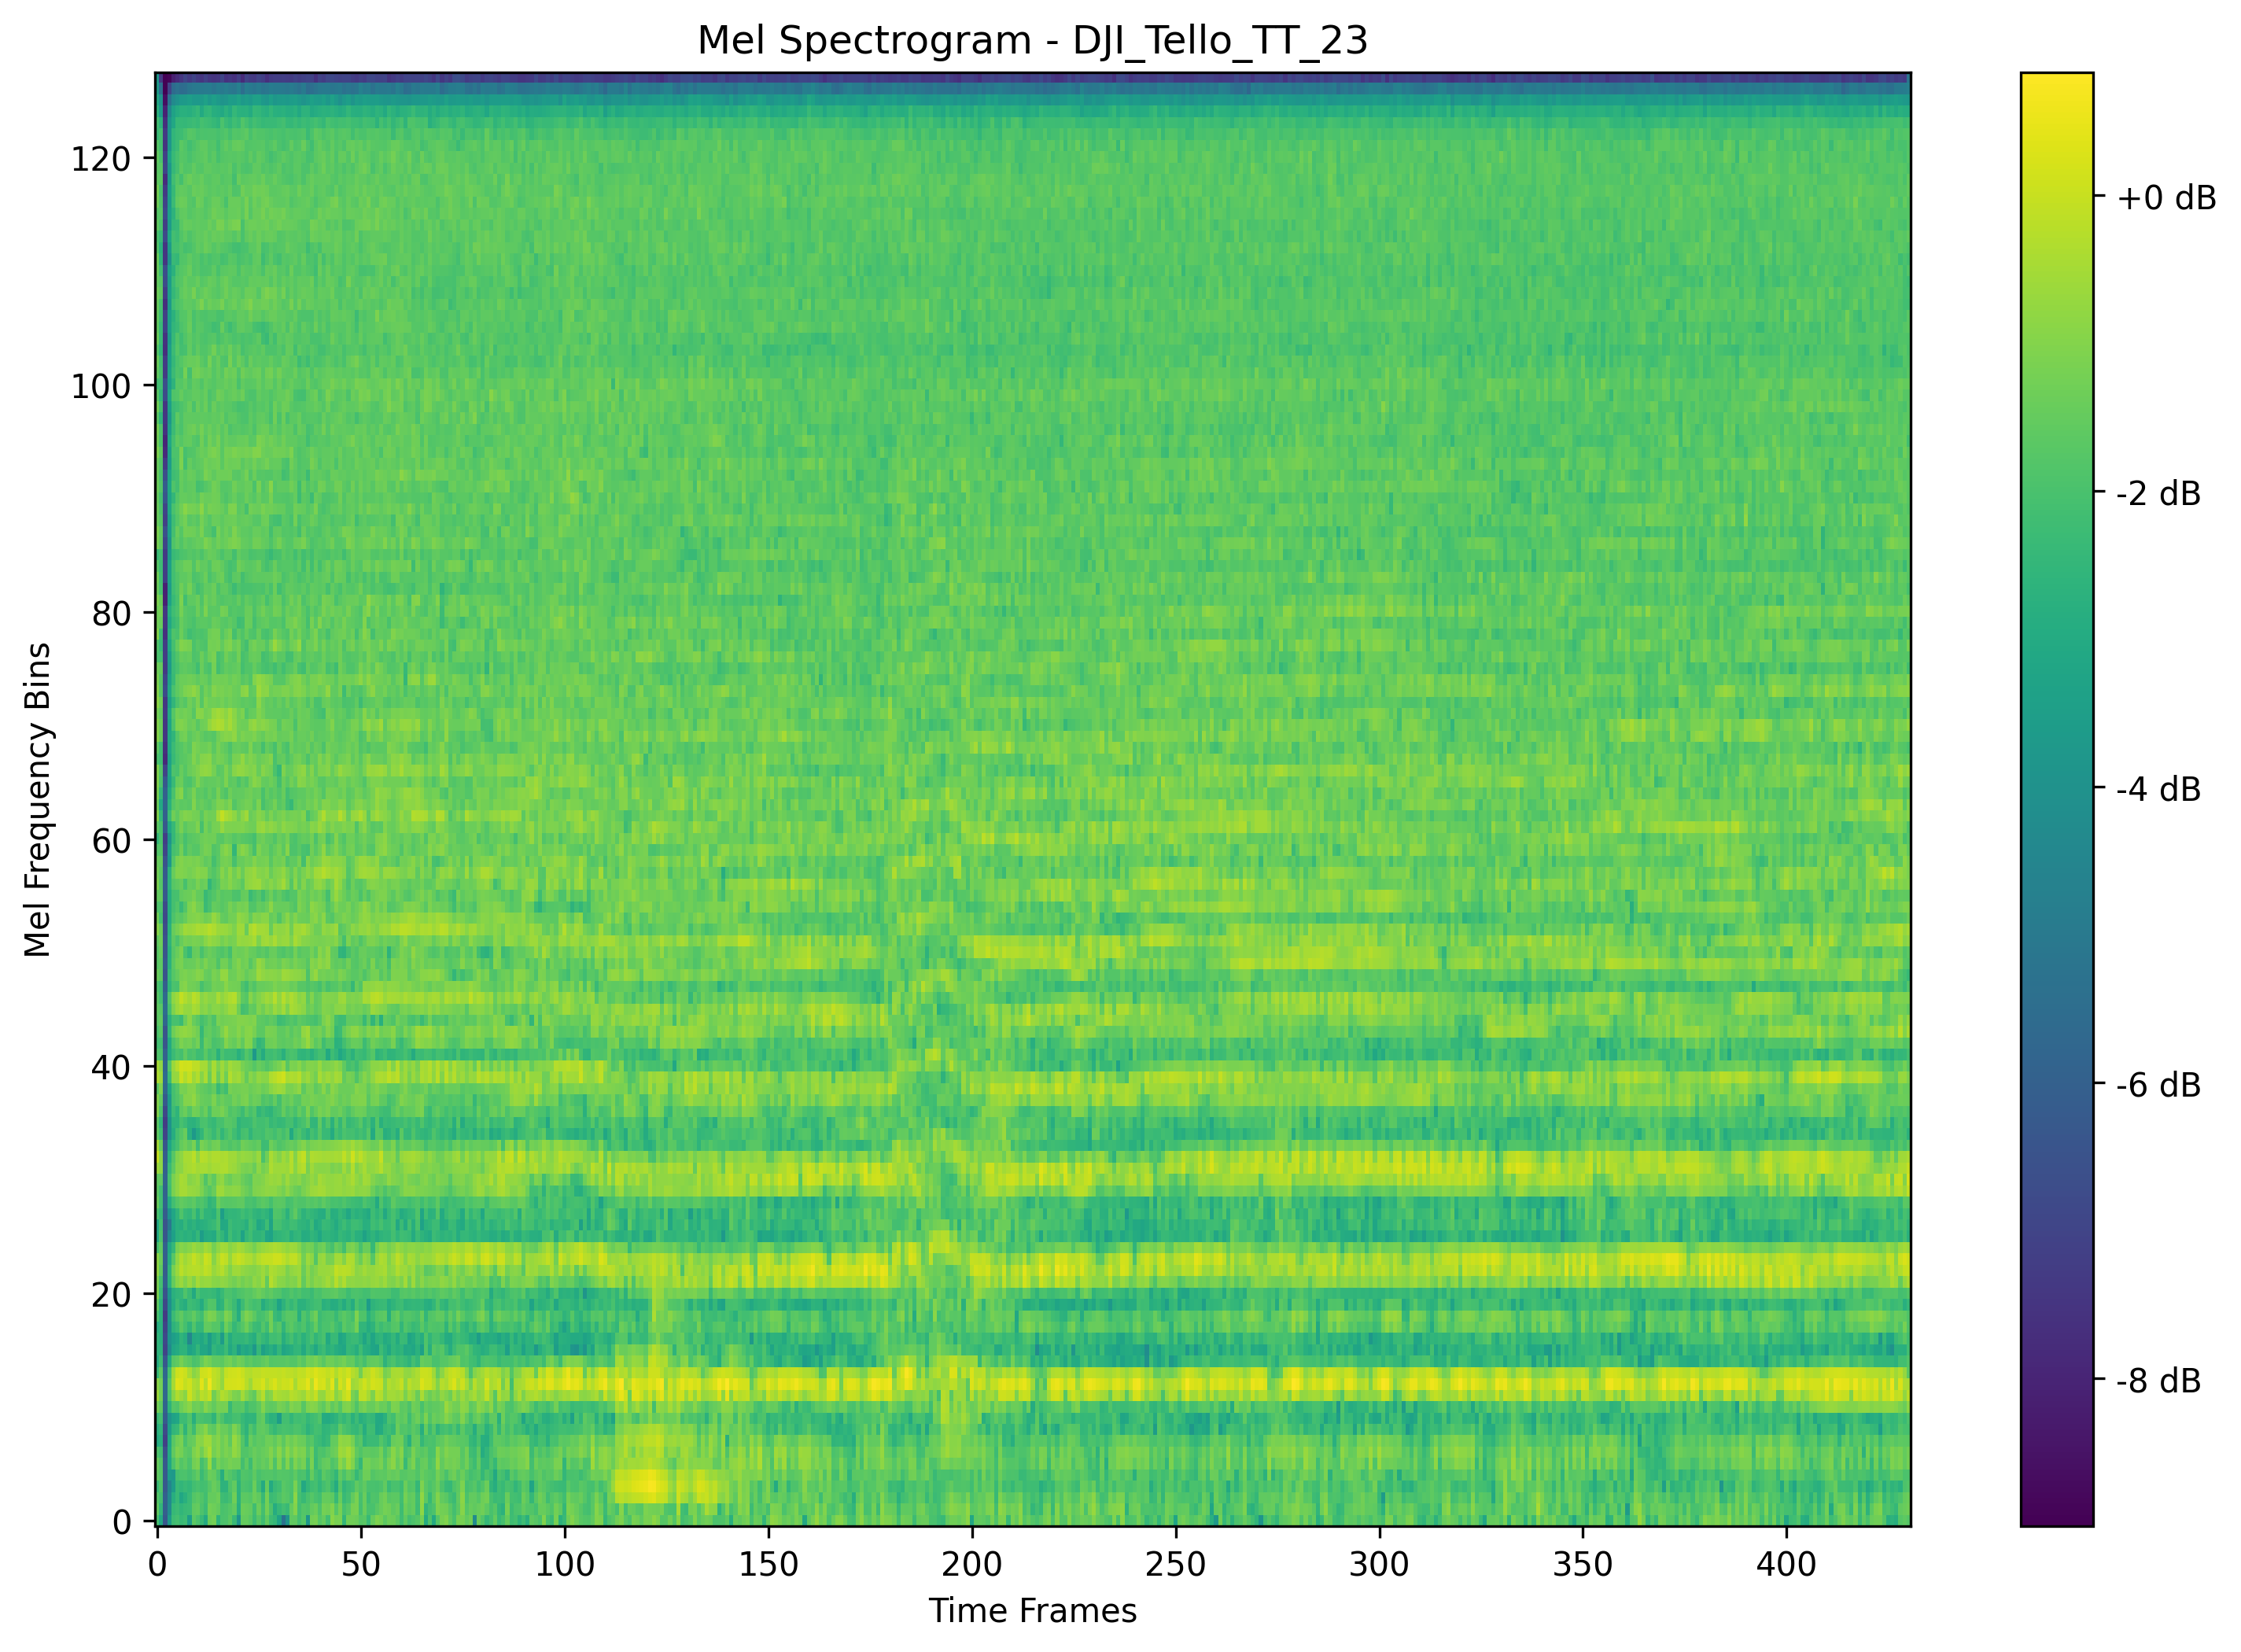 Mel Spectrogram - DJI_Tello_TT_23
120
100
80
60
40
20
0
Mel Frequency Bins
0 50 100 150 200 250 300 350 400
Time Frames
+0 dB
-2 dB
-4 dB
-6 dB
-8 dB